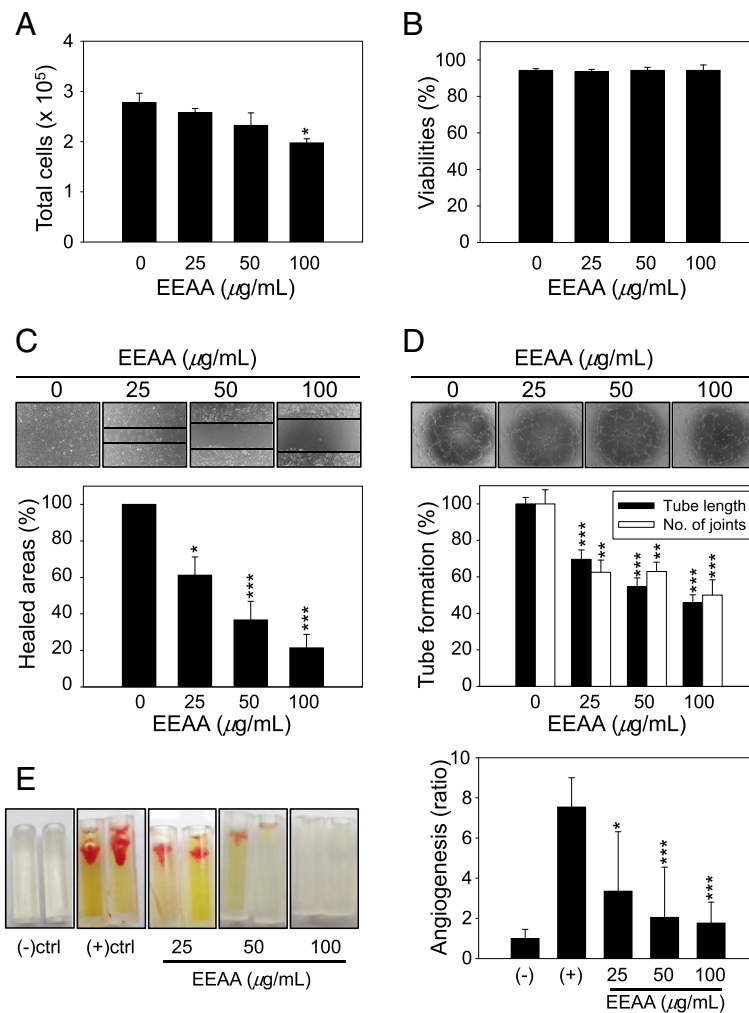 A
Total cells (x 10⁵)
4
3
2
1
0
*
0 25 50 100
EEAA (μg/mL)
B
Viabilities (%)
100
80
60
40
20
0
0 25 50 100
EEAA (μg/mL)
C
EEAA (μg/mL)
0 25 50 100
Healed areas (%)
100
80
60
40
20
0
*
***
***
0 25 50 100
EEAA (μg/mL)
D
EEAA (μg/mL)
0 25 50 100
Tube formation (%)
100
80
60
40
20
0
Tube length
No. of joints
***
**
***
**
***
***
0 25 50 100
EEAA (μg/mL)
E
(-)ctrl (+)ctrl 25 50 100
EEAA (μg/mL)
Angiogenesis (ratio)
10
8
6
4
2
0
*
***
***
(-) (+) 25 50 100
EEAA (μg/mL)